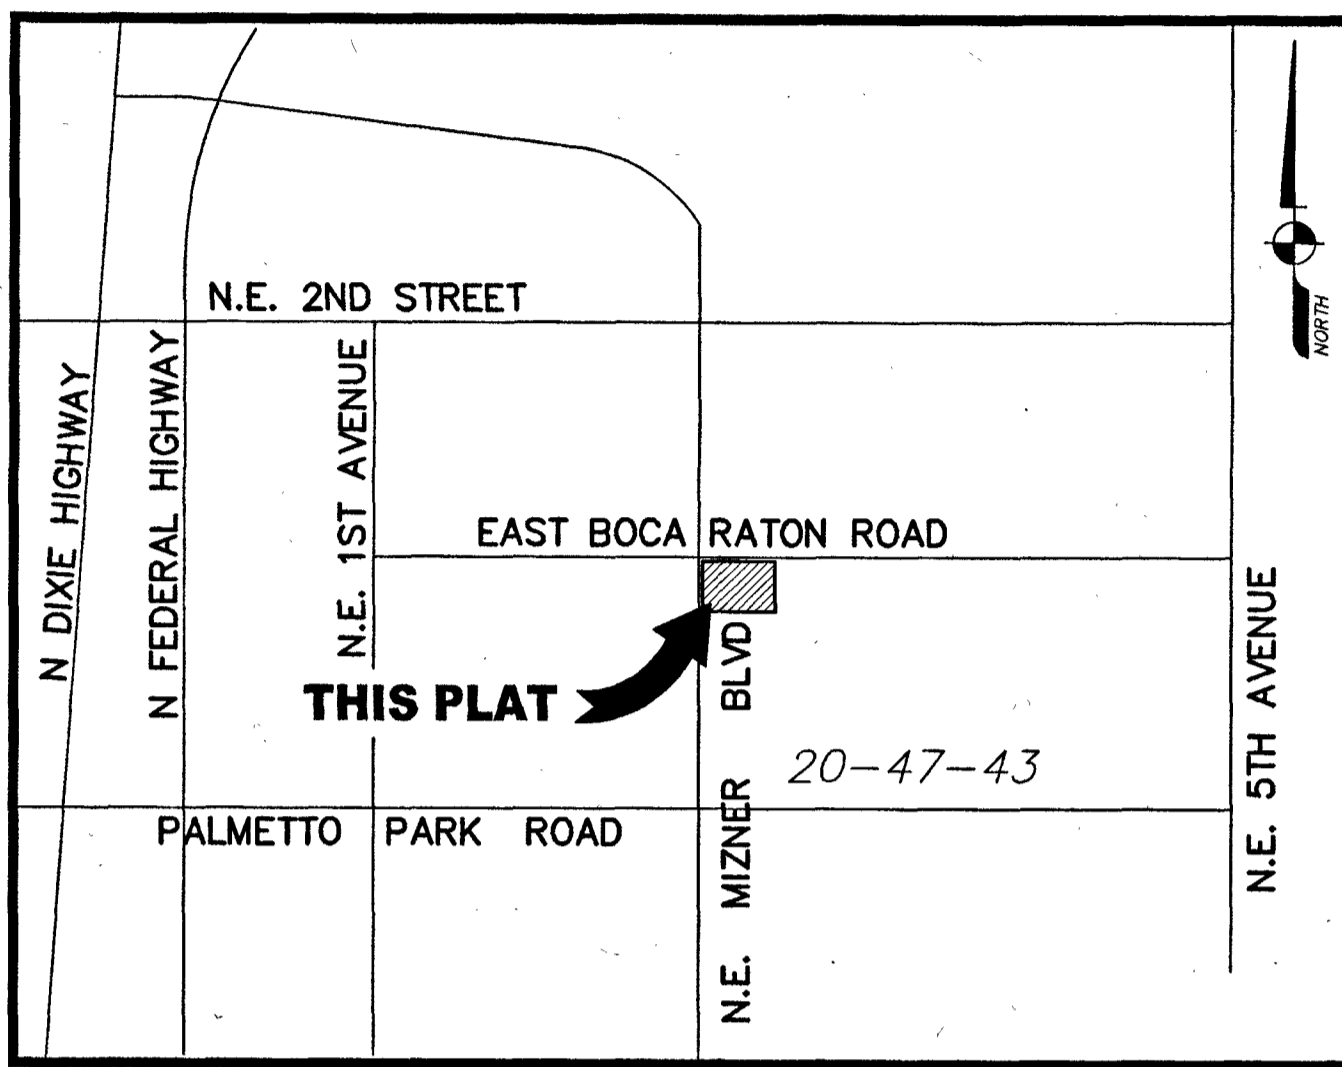 NORTH
N.E. 2ND STREET
N DIXIE HIGHWAY
N FEDERAL HIGHWAY
N.E. 1ST AVENUE
EAST BOCA RATON ROAD
THIS PLAT
N.E. MIZNER BLVD
20-47-43
N.E. 5TH AVENUE
PALMETTO PARK ROAD